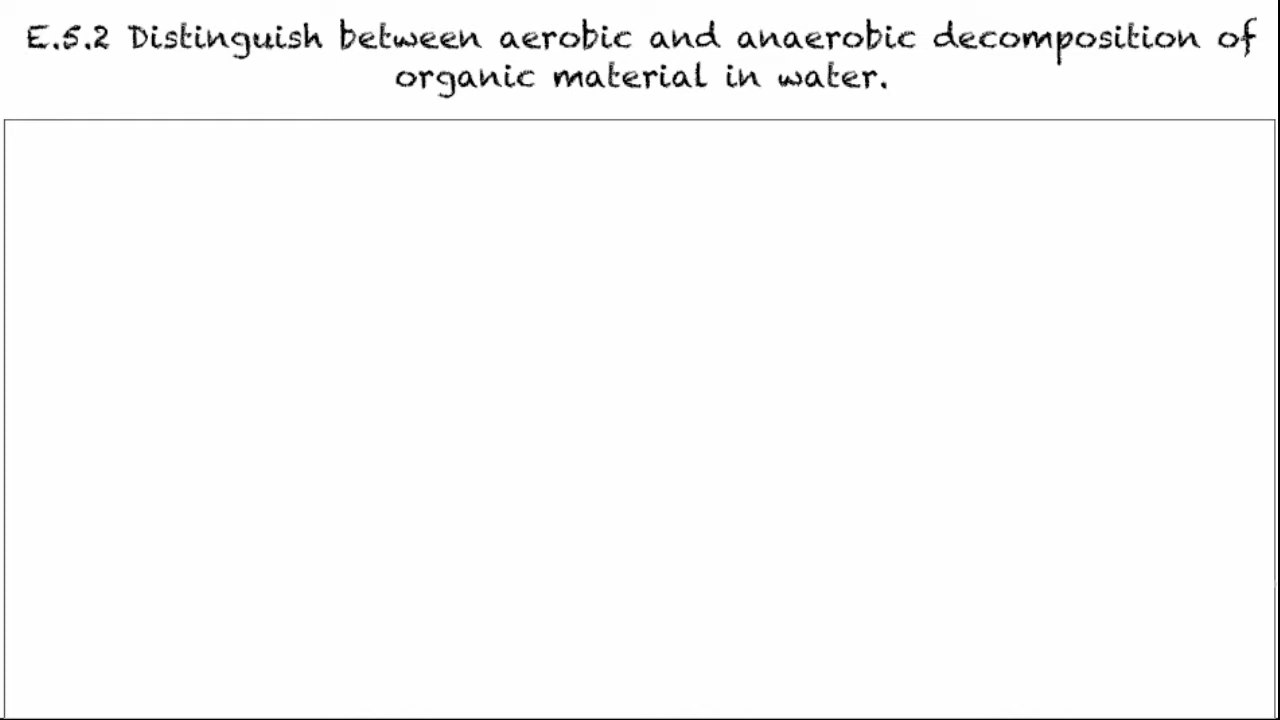 E.5.2 Distinguish between aerobic and anaerobic decomposition of
organic material in water.